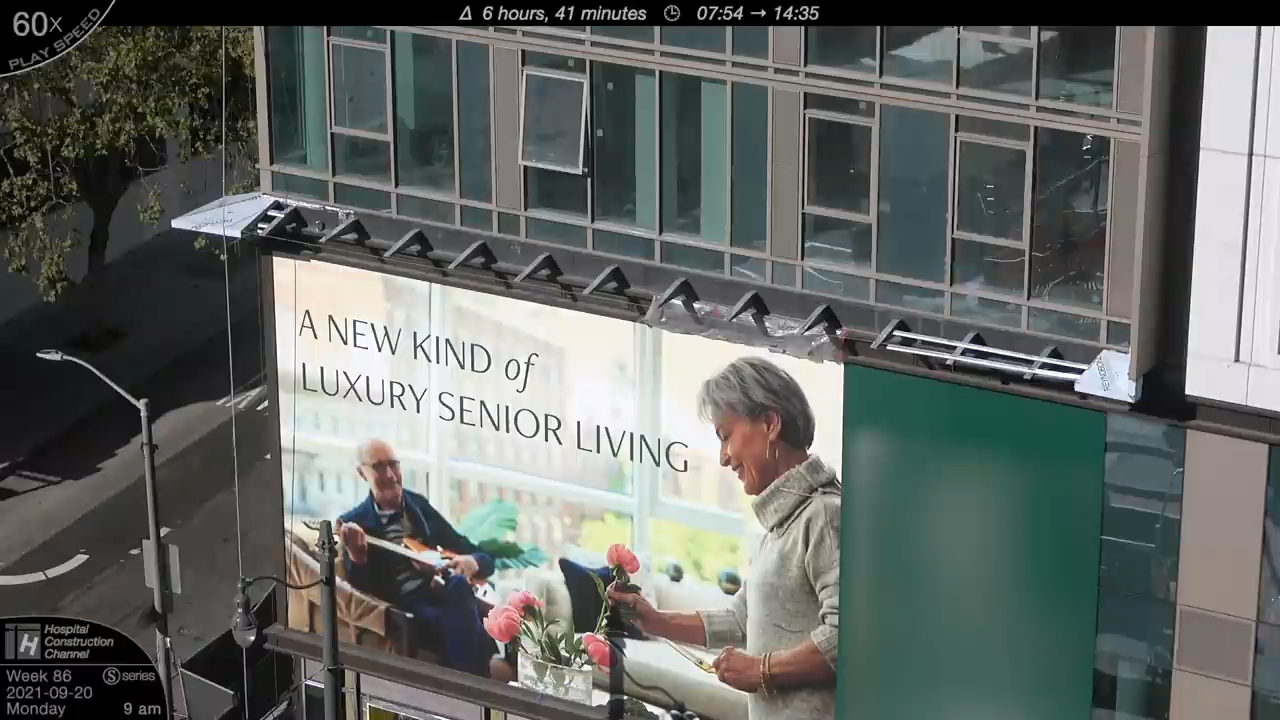 60x
PLAY SPEED
Δ 6 hours, 41 minutes 07:54 → 14:35
A NEW KIND of
LUXURY SENIOR LIVING
H Hospital
Construction
Channel
Week 86 S series
2021-09-20
Monday 9 am